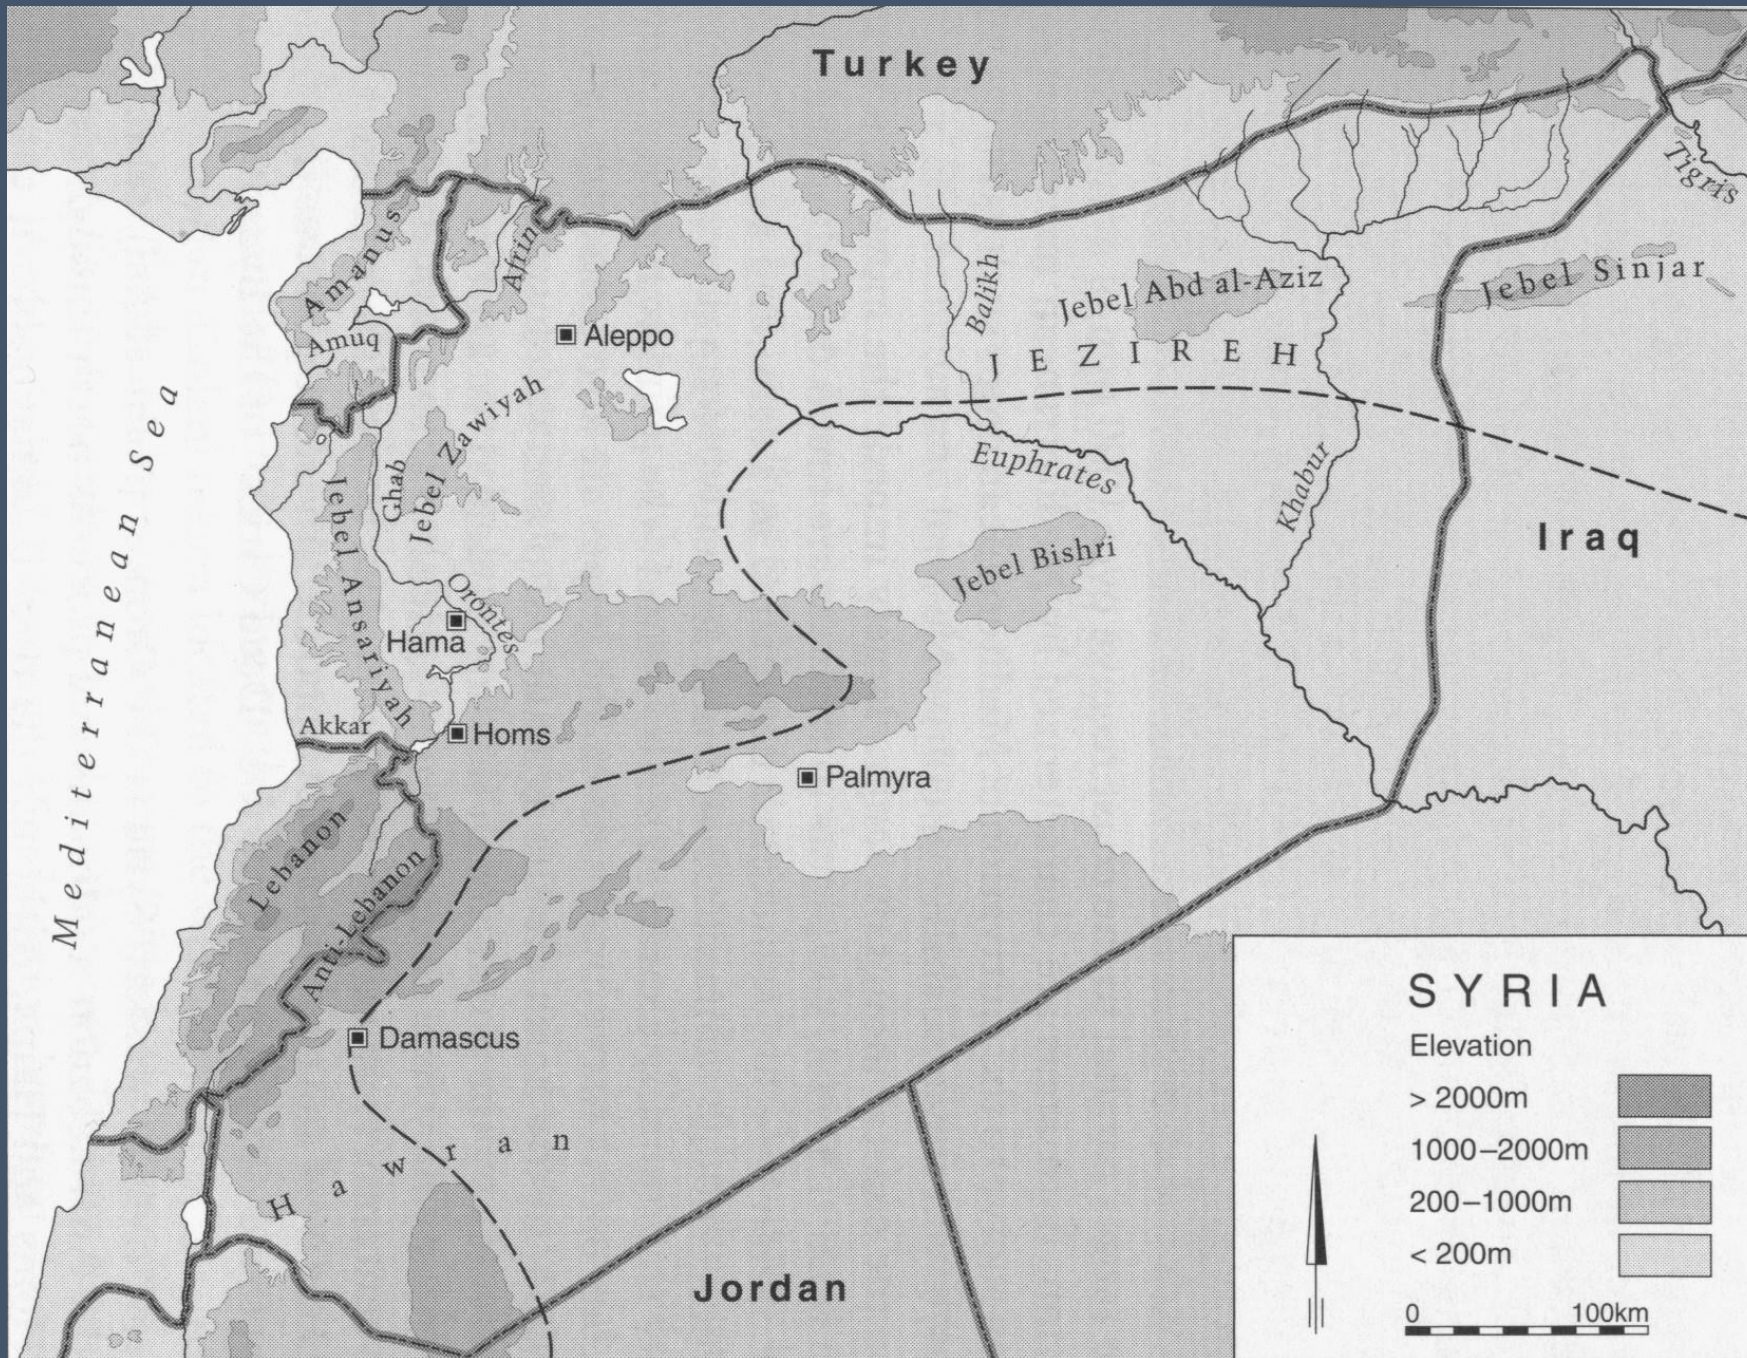 Turkey
Tigris
Amanus
Afrin
Balikh
Jebel Abd al-Aziz
Jebel Sinjar
Amuq
Aleppo
JEZIREH
Mediterranean Sea
Jebel Zawiyah
Ghab
Euphrates
Khabur
Iraq
Jebel Ansariyah
Jebel Bishri
Orontes
Hama
Akkar
Homs
Palmyra
Lebanon
Anti-Lebanon
Damascus
Hawran
Jordan
SYRIA
Elevation
> 2000m
1000–2000m
200–1000m
< 200m
0 100km